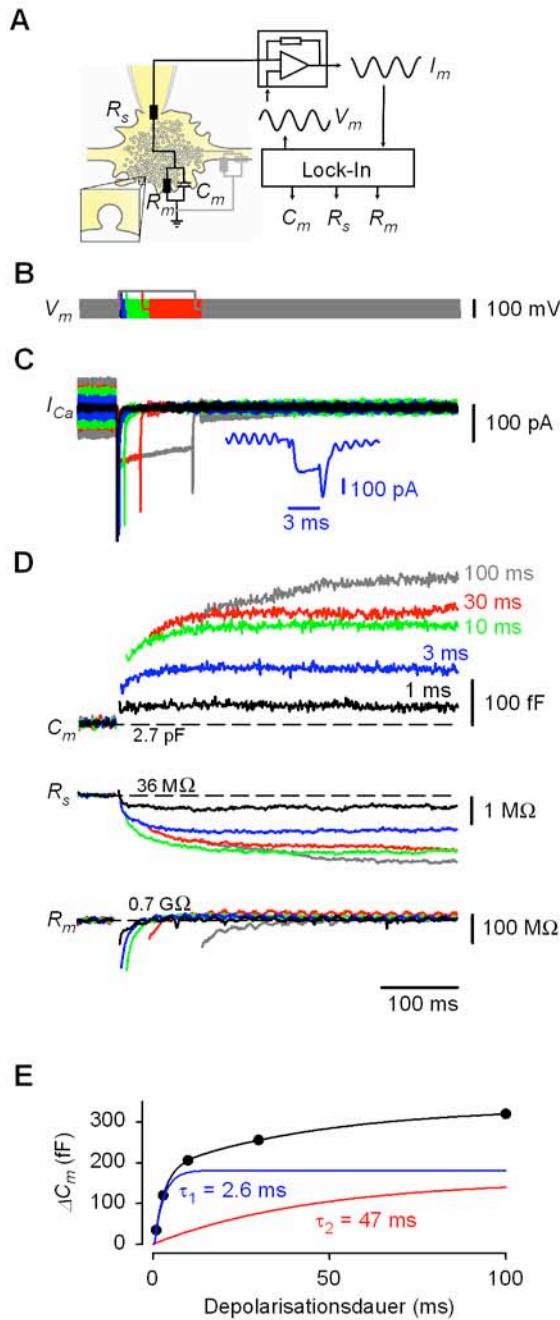 A
R_s
I_m
V_m
R_m
C_m
Lock-In
C_m R_s R_m
B
V_m
100 mV
C
I_Ca
100 pA
100 pA
3 ms
D
100 ms
30 ms
10 ms
3 ms
1 ms
100 fF
C_m
2.7 pF
R_s
36 MΩ
1 MΩ
R_m
0.7 GΩ
100 MΩ
100 ms
E
300
200
100
0
ΔC_m (fF)
τ₁ = 2.6 ms
τ₂ = 47 ms
0 50 100
Depolarisationsdauer (ms)